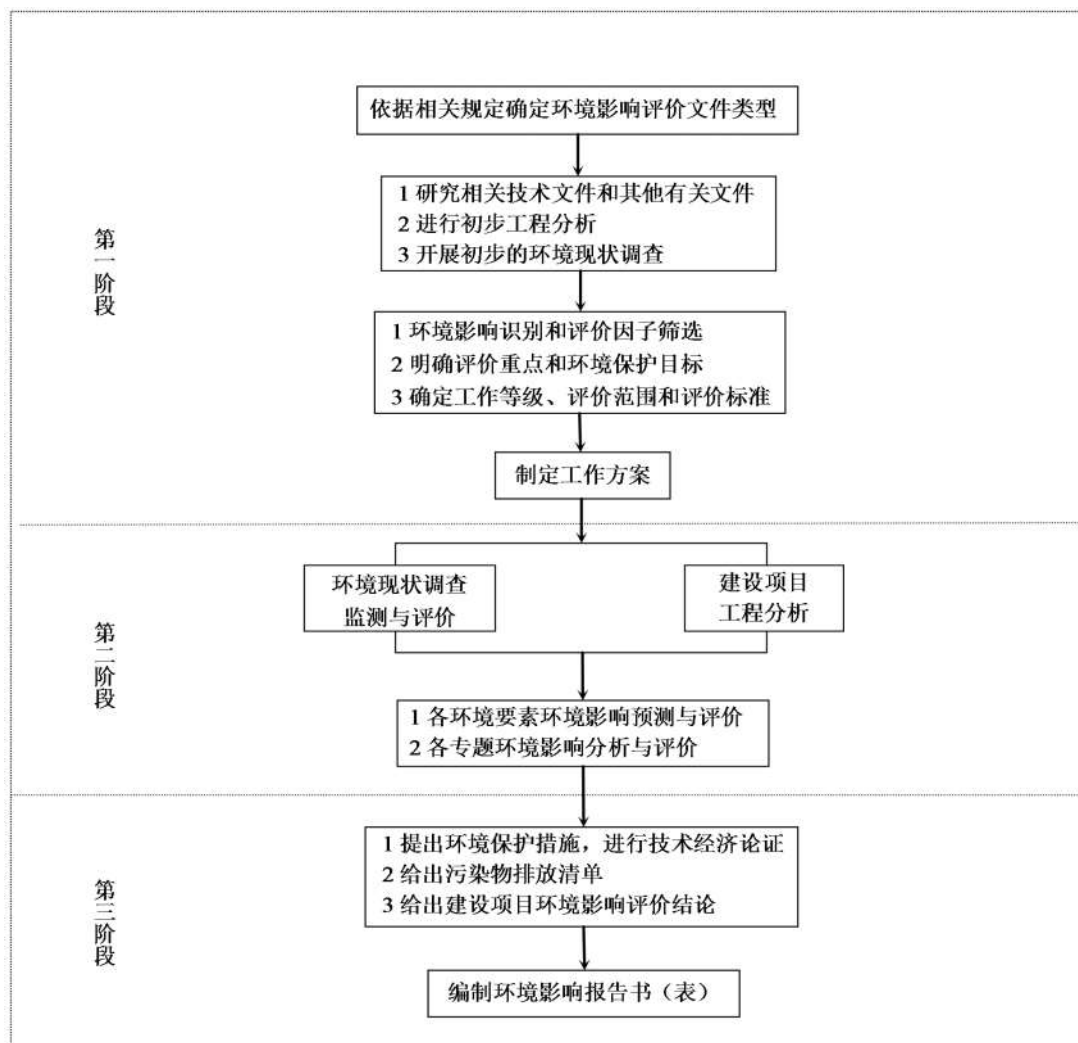 依据相关规定确定环境影响评价文件类型
1 研究相关技术文件和其他有关文件
2 进行初步工程分析
3 开展初步的环境现状调查
第一阶段
1 环境影响识别和评价因子筛选
2 明确评价重点和环境保护目标
3 确定工作等级、评价范围和评价标准
制定工作方案
环境现状调查
监测与评价
建设项目
工程分析
第二阶段
1 各环境要素环境影响预测与评价
2 各专题环境影响分析与评价
1 提出环境保护措施，进行技术经济论证
2 给出污染物排放清单
3 给出建设项目环境影响评价结论
第三阶段
编制环境影响报告书（表）